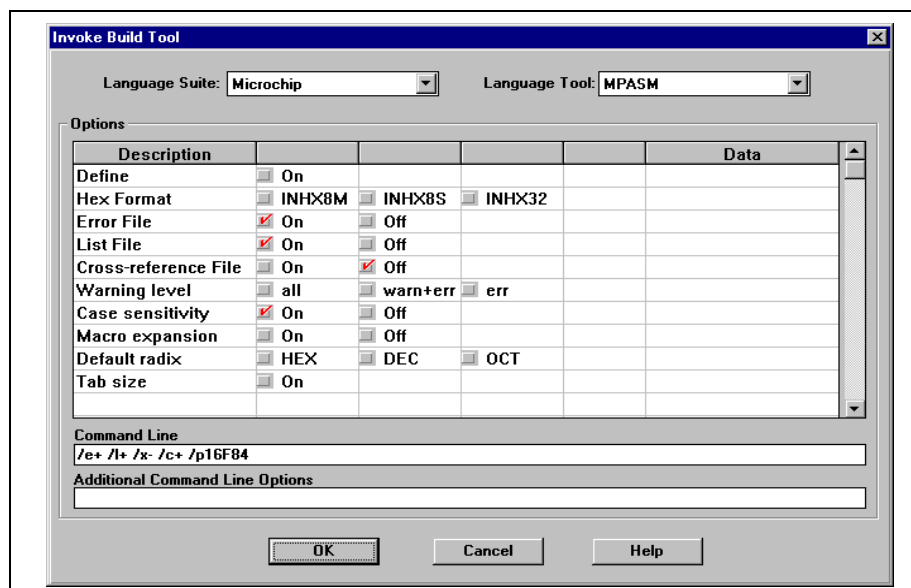 Invoke Build Tool
Language Suite: Microchip Language Tool: MPASM
Options
Description Data
Define On
Hex Format INHX8M INHX8S INHX32
Error File On Off
List File On Off
Cross-reference File On Off
Warning level all warn+err err
Case sensitivity On Off
Macro expansion On Off
Default radix HEX DEC OCT
Tab size On
Command Line
/e+ /l+ /x- /c+ /p16F84
Additional Command Line Options
OK Cancel Help